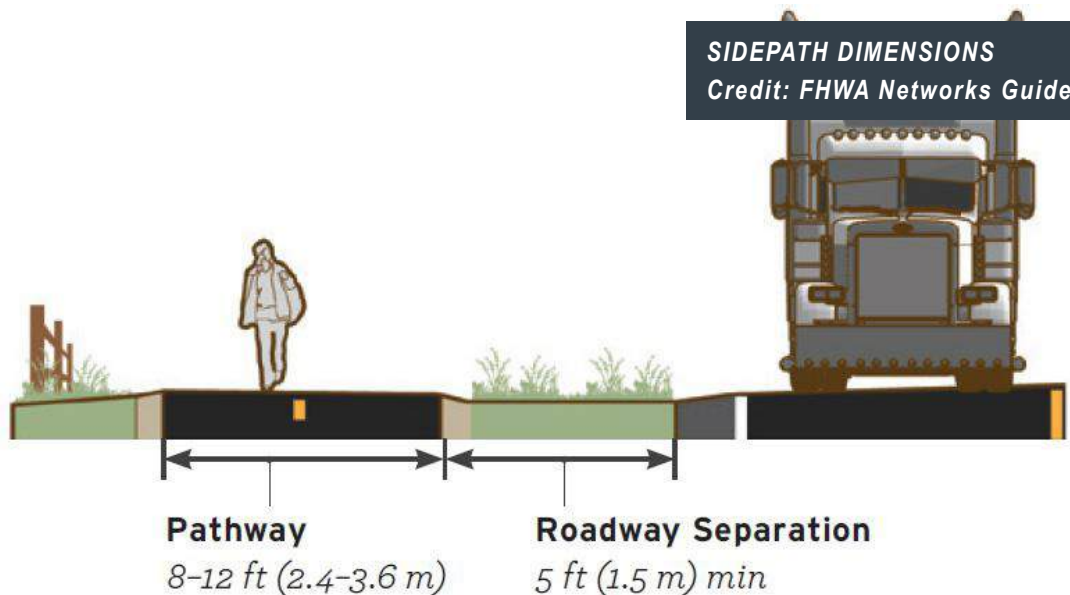 SIDEPATH DIMENSIONS
Credit: FHWA Networks Guide
Pathway
8–12 ft (2.4–3.6 m)
Roadway Separation
5 ft (1.5 m) min